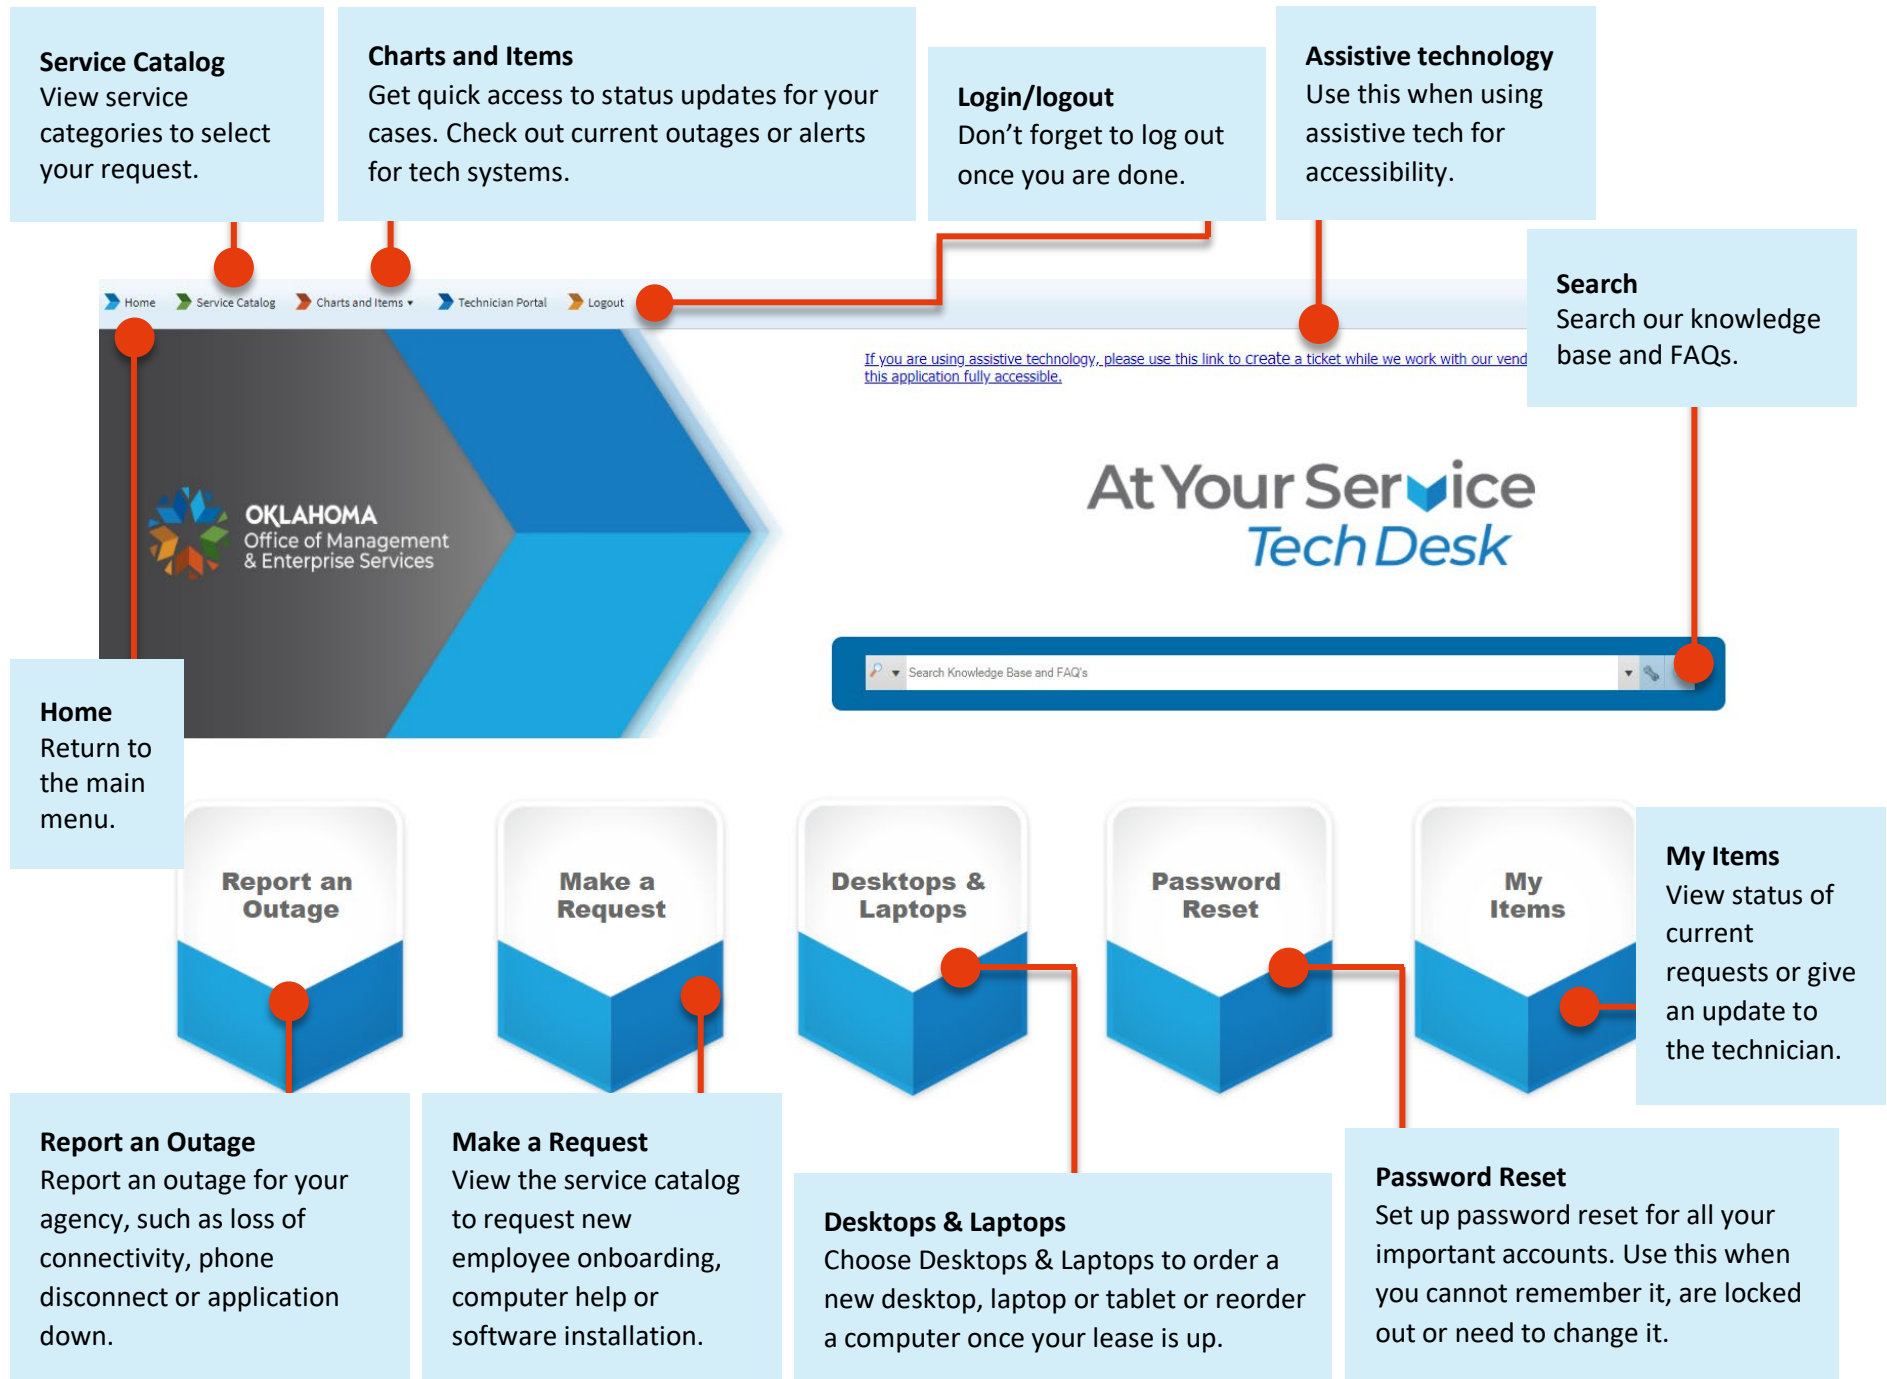 Service Catalog
View service
categories to select
your request.
Charts and Items
Get quick access to status updates for your
cases. Check out current outages or alerts
for tech systems.
Login/logout
Don’t forget to log out
once you are done.
Assistive technology
Use this when using
assistive tech for
accessibility.
Search
Search our knowledge
base and FAQs.
Home
Service Catalog
Charts and Items
Technician Portal
Logout
If you are using assistive technology, please use this link to create a ticket while we work with our vend
this application fully accessible.
OKLAHOMA
Office of Management
& Enterprise Services
At Your Service
Tech Desk
Search Knowledge Base and FAQ's
Home
Return to
the main
menu.
Report an
Outage
Make a
Request
Desktops &
Laptops
Password
Reset
My
Items
My Items
View status of
current
requests or give
an update to
the technician.
Report an Outage
Report an outage for your
agency, such as loss of
connectivity, phone
disconnect or application
down.
Make a Request
View the service catalog
to request new
employee onboarding,
computer help or
software installation.
Desktops & Laptops
Choose Desktops & Laptops to order a
new desktop, laptop or tablet or reorder
a computer once your lease is up.
Password Reset
Set up password reset for all your
important accounts. Use this when
you cannot remember it, are locked
out or need to change it.